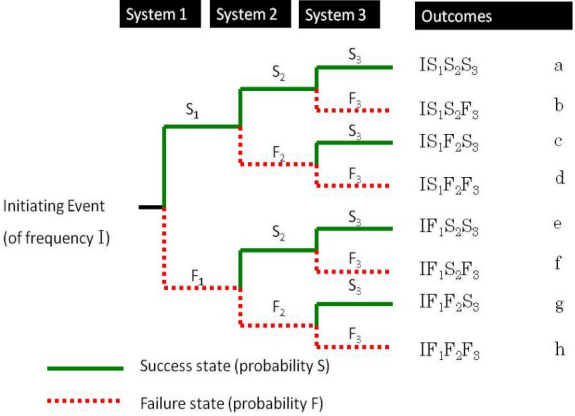 System 1 System 2 System 3 Outcomes
S₃
S₂ IS₁S₂S₃ a
F₃
S₁ IS₁S₂F₃ b
S₃
F₂ IS₁F₂S₃ c
F₃
IS₁F₂F₃ d
Initiating Event
(of frequency I)
S₃
S₂ IF₁S₂S₃ e
F₃
F₁ IF₁S₂F₃ f
S₃
F₂ IF₁F₂S₃ g
F₃
IF₁F₂F₃ h
Success state (probability S)
Failure state (probability F)